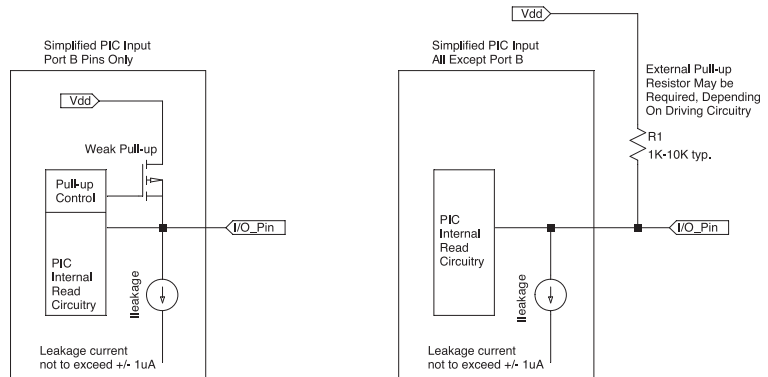 Simplified PIC Input
Port B Pins Only
Vdd
Weak Pull-up
Pull-up
Control
I/O_Pin
PIC
Internal
Read
Circuitry
Ileakage
Leakage current
not to exceed +/- 1uA
Vdd
Simplified PIC Input
All Except Port B
External Pull-up
Resistor May be
Required, Depending
On Driving Circuitry
R1
1K-10K typ.
PIC
Internal
Read
Circuitry
I/O_Pin
Ileakage
Leakage current
not to exceed +/- 1uA